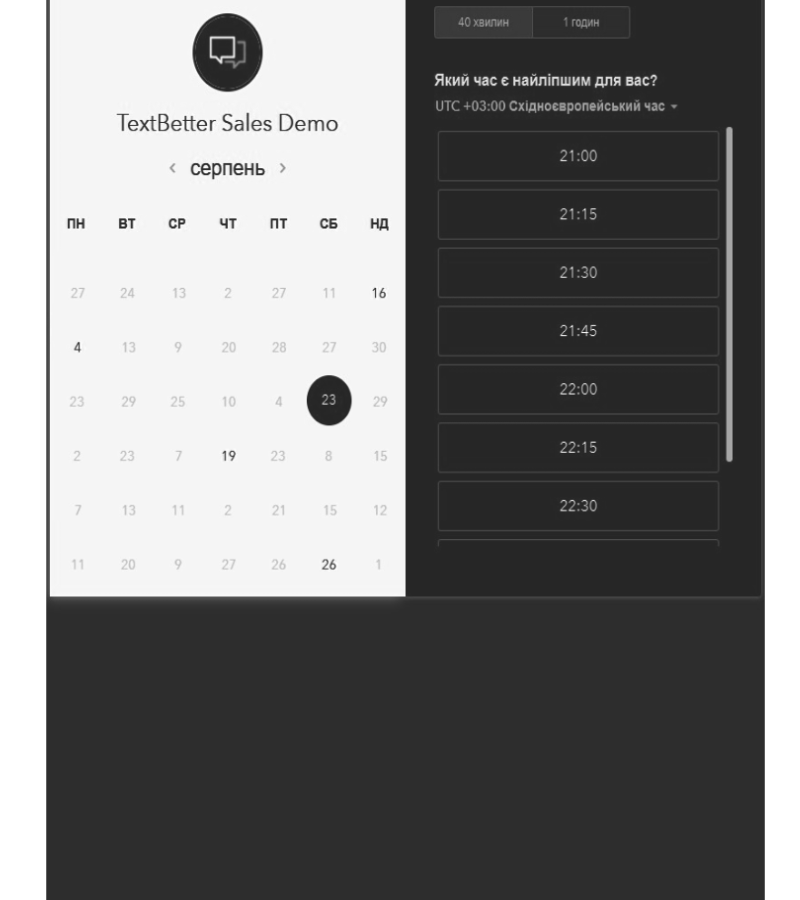 TextBetter Sales Demo
серпень
ПН ВТ СР ЧТ ПТ СБ НД
27 24 13 2 27 11 16
4 13 9 20 28 27 30
23 29 25 10 4 23 29
2 23 7 19 23 8 15
7 13 11 2 21 15 12
11 20 9 27 26 26 1
40 хвилин 1 годин
Який час є найліпшим для вас?
UTC +03:00 Східноєвропейський час
21:00
21:15
21:30
21:45
22:00
22:15
22:30